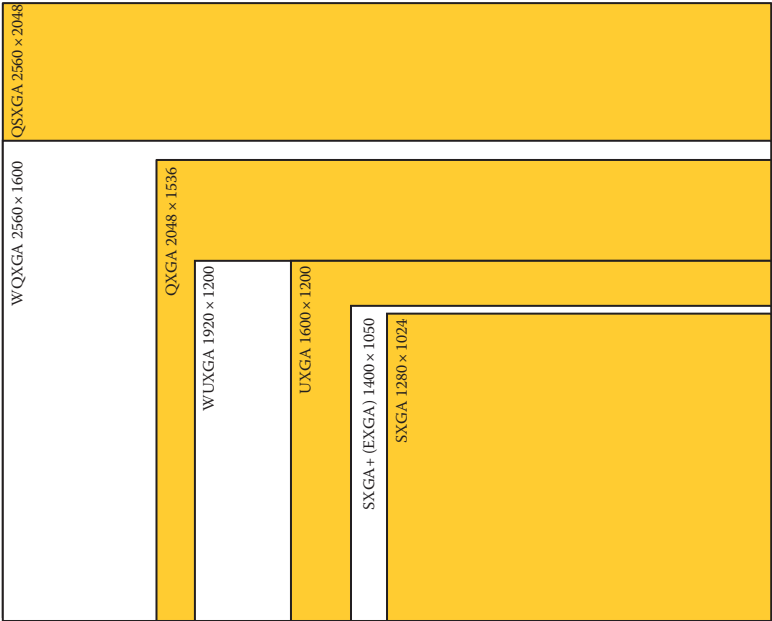 QSXGA 2560 × 2048
WQXGA 2560 × 1600
QXGA 2048 × 1536
WUXGA 1920 × 1200
UXGA 1600 × 1200
SXGA+ (EXGA) 1400 × 1050
SXGA 1280 × 1024